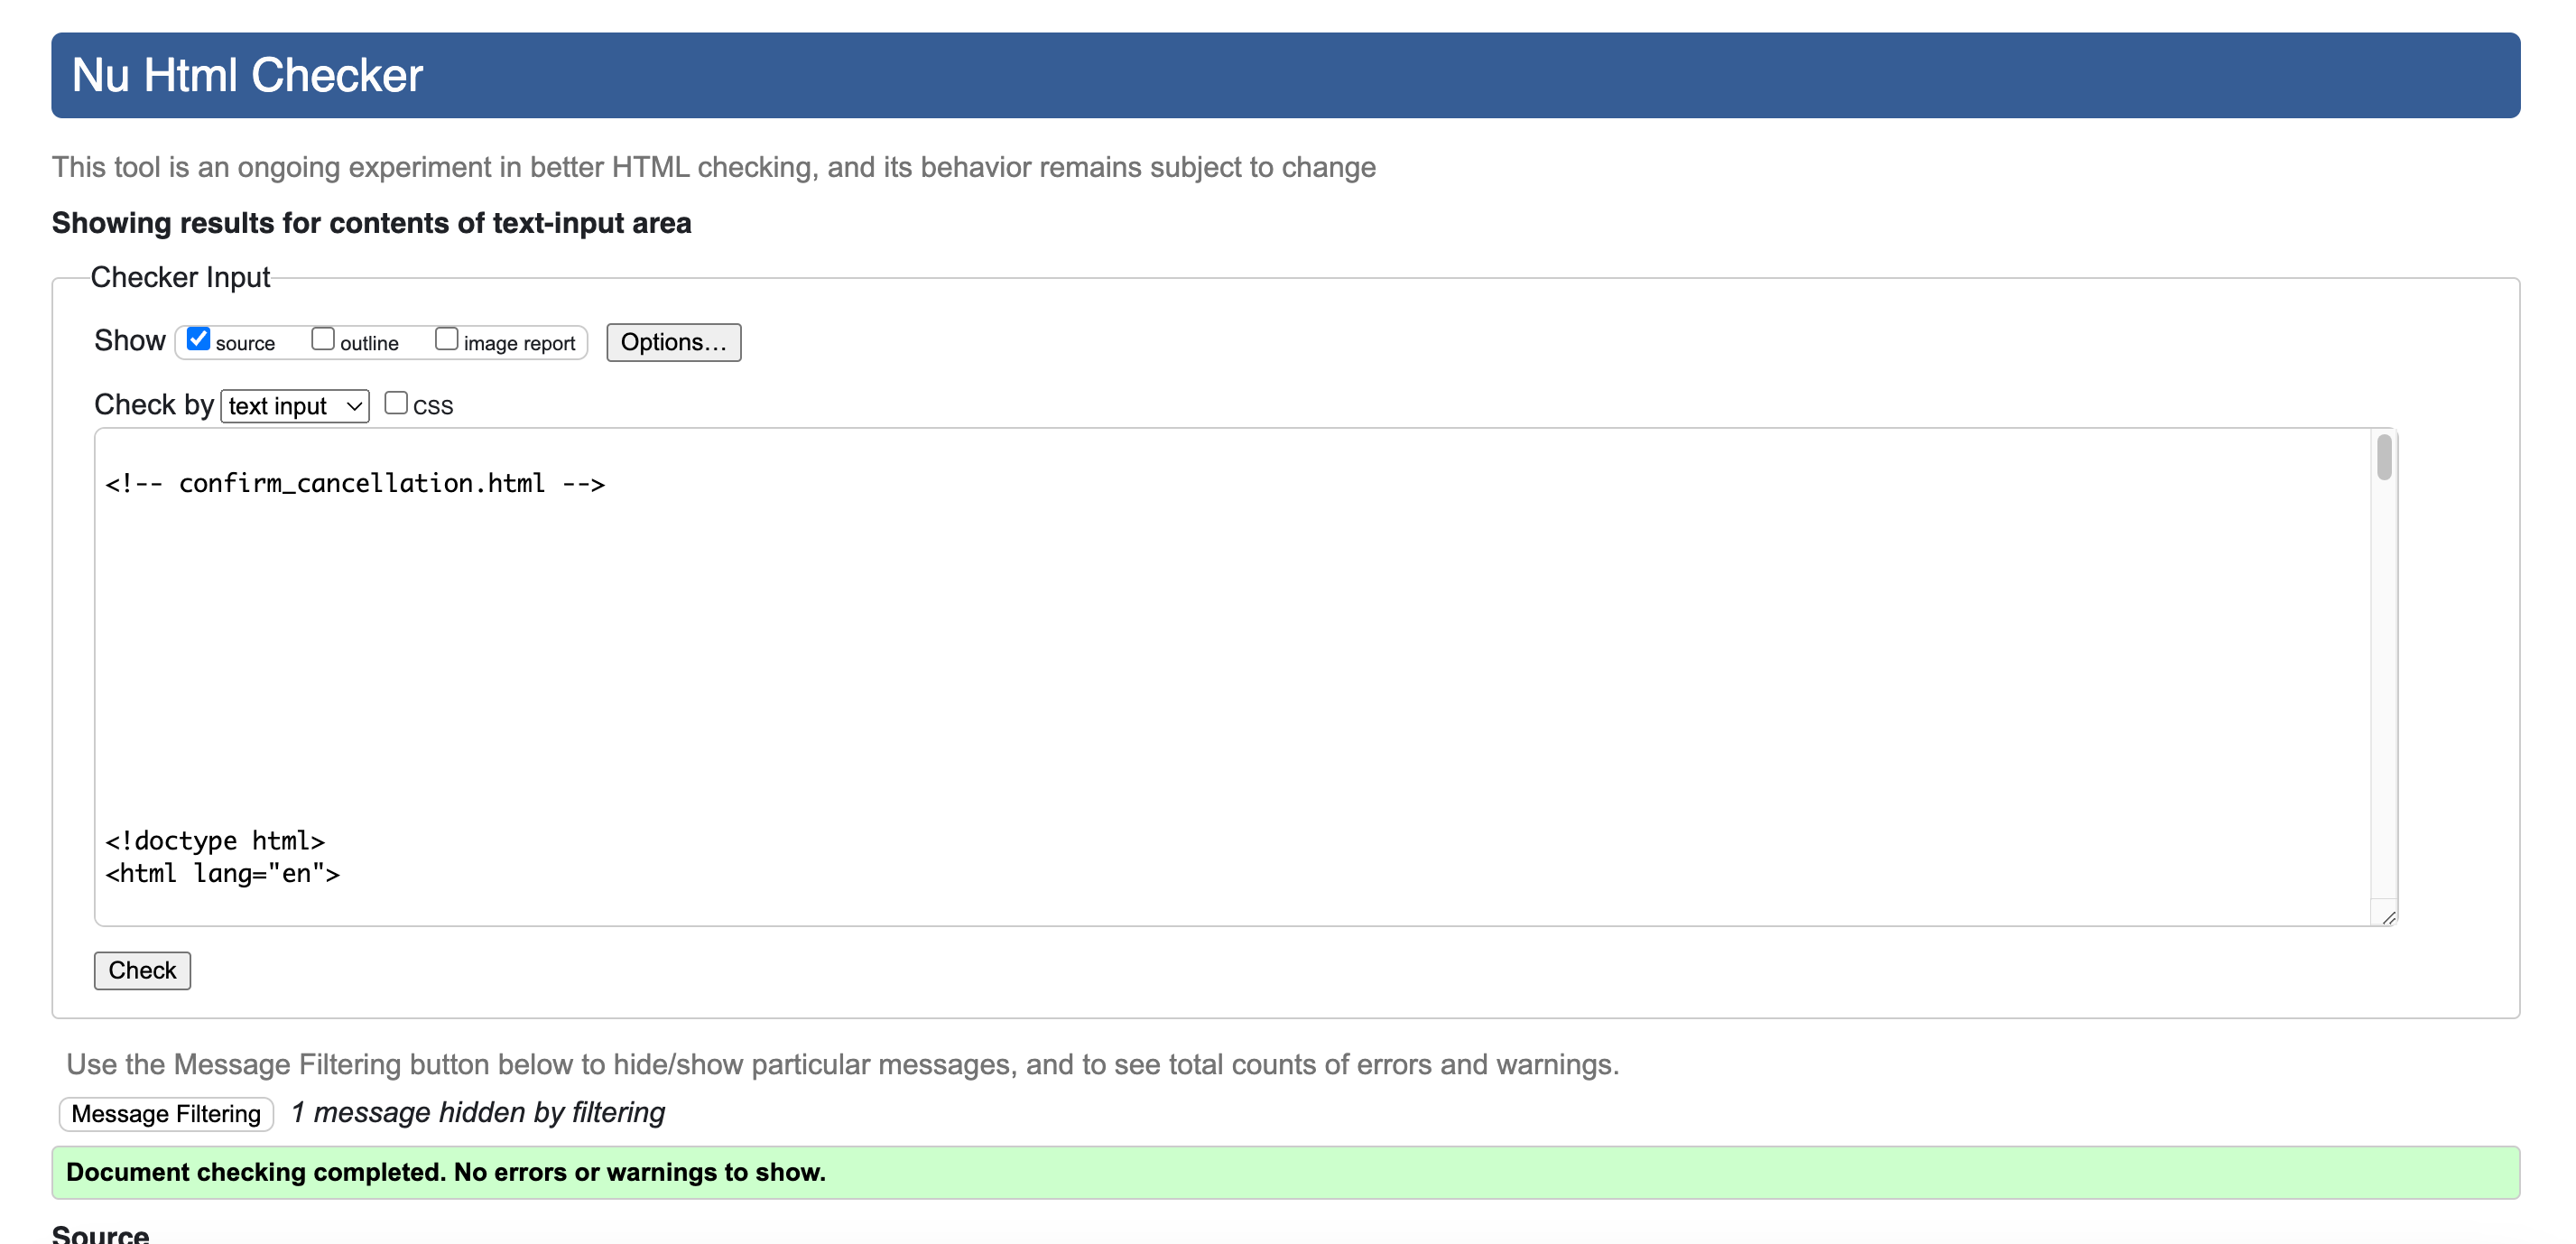 Nu Html Checker
This tool is an ongoing experiment in better HTML checking, and its behavior remains subject to change
Showing results for contents of text-input area
Checker Input
Show source outline image report Options...
Check by text input CSS
<!-- confirm_cancellation.html -->
<!doctype html>
<html lang="en">
Check
Use the Message Filtering button below to hide/show particular messages, and to see total counts of errors and warnings.
Message Filtering 1 message hidden by filtering
Document checking completed. No errors or warnings to show.
Source